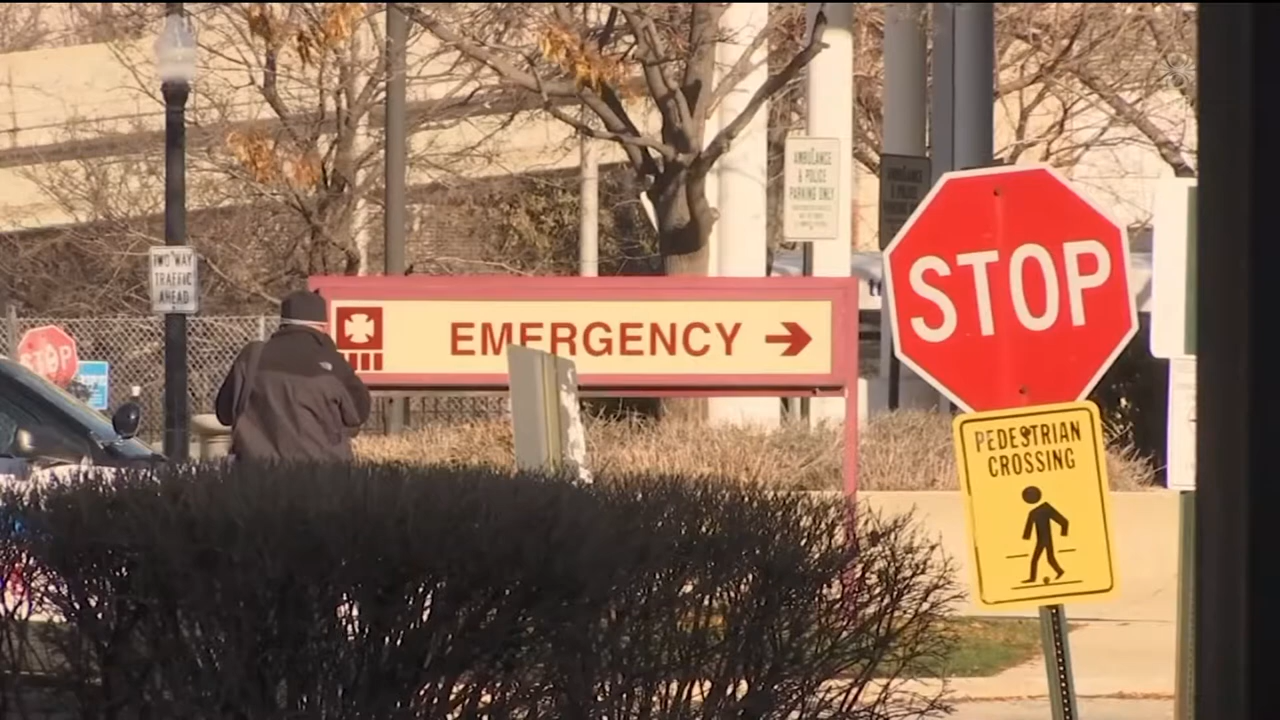 AMBULANCE
& POLICE
PARKING ONLY
TWO WAY
TRAFFIC
AHEAD
STOP
EMERGENCY
STOP
PEDESTRIAN
CROSSING